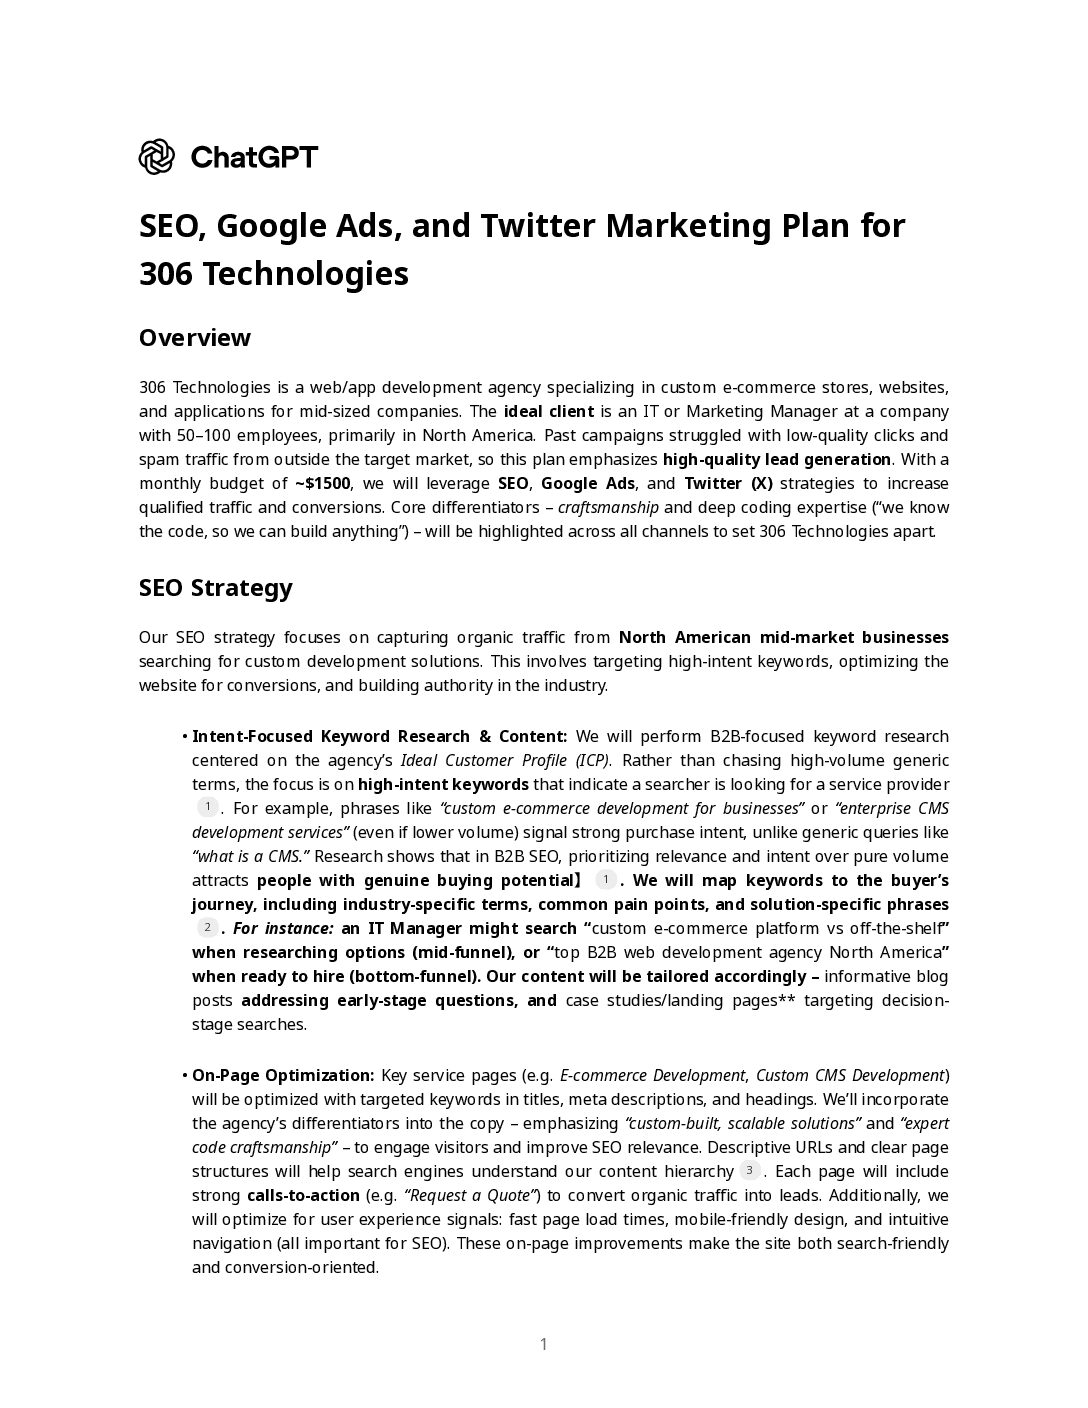 ChatGPT
SEO, Google Ads, and Twitter Marketing Plan for
306 Technologies
Overview
306 Technologies is a web/app development agency specializing in custom e-commerce stores, websites,
and applications for mid-sized companies. The ideal client is an IT or Marketing Manager at a company
with 50–100 employees, primarily in North America. Past campaigns struggled with low-quality clicks and
spam traffic from outside the target market, so this plan emphasizes high-quality lead generation. With a
monthly budget of ~$1500, we will leverage SEO, Google Ads, and Twitter (X) strategies to increase
qualified traffic and conversions. Core differentiators – craftsmanship and deep coding expertise (“we know
the code, so we can build anything”) – will be highlighted across all channels to set 306 Technologies apart.
SEO Strategy
Our SEO strategy focuses on capturing organic traffic from North American mid-market businesses
searching for custom development solutions. This involves targeting high-intent keywords, optimizing the
website for conversions, and building authority in the industry.
• Intent-Focused Keyword Research & Content: We will perform B2B-focused keyword research
centered on the agency’s Ideal Customer Profile (ICP). Rather than chasing high-volume generic
terms, the focus is on high-intent keywords that indicate a searcher is looking for a service provider
1 . For example, phrases like “custom e-commerce development for businesses” or “enterprise CMS
development services” (even if lower volume) signal strong purchase intent, unlike generic queries like
“what is a CMS.” Research shows that in B2B SEO, prioritizing relevance and intent over pure volume
attracts people with genuine buying potential】 1 . We will map keywords to the buyer’s
journey, including industry-specific terms, common pain points, and solution-specific phrases
2 . For instance: an IT Manager might search “custom e-commerce platform vs off-the-shelf”
when researching options (mid-funnel), or “top B2B web development agency North America”
when ready to hire (bottom-funnel). Our content will be tailored accordingly – informative blog
posts addressing early-stage questions, and case studies/landing pages** targeting decision-
stage searches.
• On-Page Optimization: Key service pages (e.g. E-commerce Development, Custom CMS Development)
will be optimized with targeted keywords in titles, meta descriptions, and headings. We’ll incorporate
the agency’s differentiators into the copy – emphasizing “custom-built, scalable solutions” and “expert
code craftsmanship” – to engage visitors and improve SEO relevance. Descriptive URLs and clear page
structures will help search engines understand our content hierarchy 3 . Each page will include
strong calls-to-action (e.g. “Request a Quote”) to convert organic traffic into leads. Additionally, we
will optimize for user experience signals: fast page load times, mobile-friendly design, and intuitive
navigation (all important for SEO). These on-page improvements make the site both search-friendly
and conversion-oriented.
1